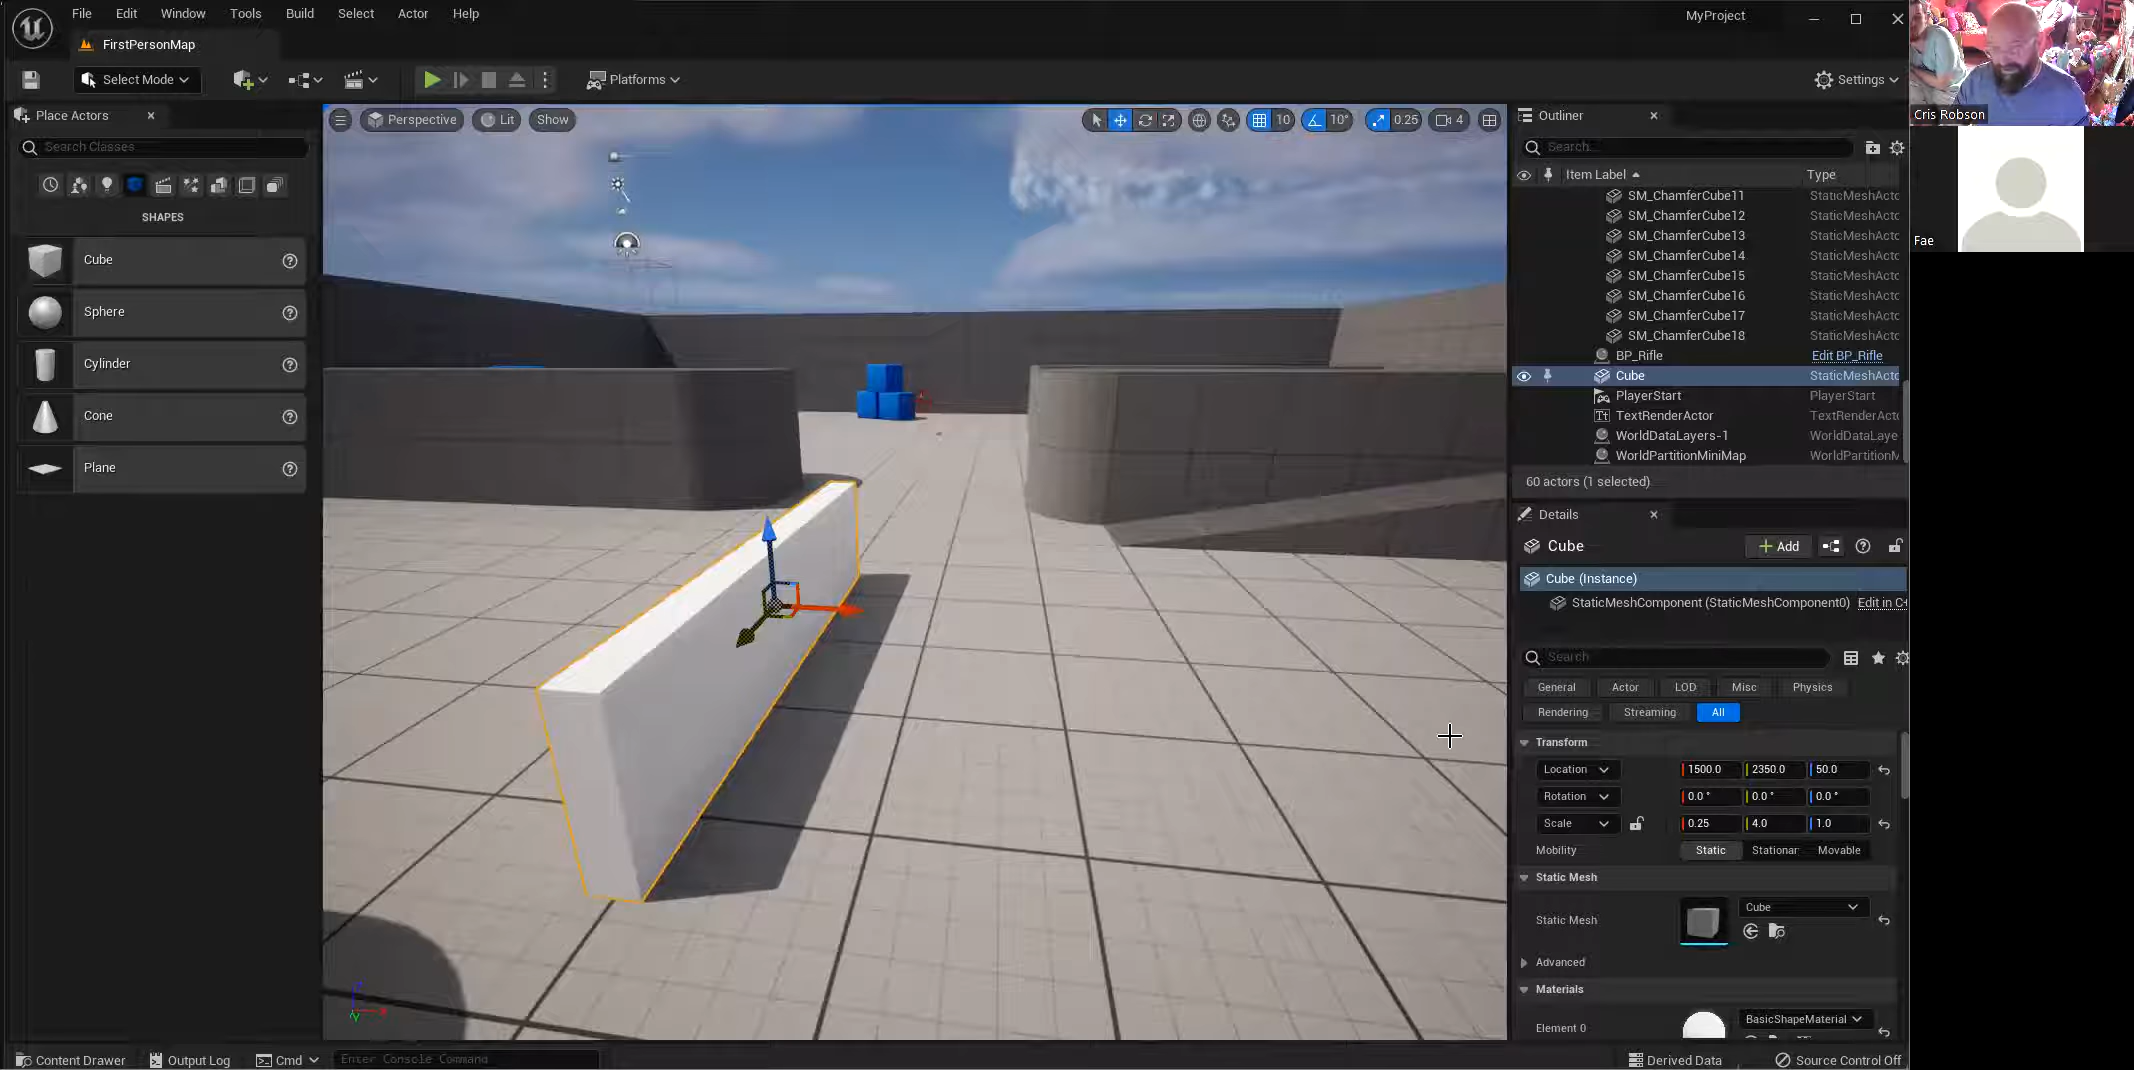 File Edit Window Tools Build Select Actor Help
MyProject
FirstPersonMap
Select Mode
Platforms
Settings
Place Actors
Search Classes
SHAPES
Cube
Sphere
Cylinder
Cone
Plane
Perspective Lit Show
10 10° 0.25 4
Outliner
Search...
Item Label Type
SM_ChamferCube11 StaticMeshActo
SM_ChamferCube12 StaticMeshActo
SM_ChamferCube13 StaticMeshActo
SM_ChamferCube14 StaticMeshActo
SM_ChamferCube15 StaticMeshActo
SM_ChamferCube16 StaticMeshActo
SM_ChamferCube17 StaticMeshActo
SM_ChamferCube18 StaticMeshActo
BP_Rifle Edit BP_Rifle
Cube StaticMeshActo
PlayerStart PlayerStart
TextRenderActor TextRenderActo
WorldDataLayers-1 WorldDataLaye
WorldPartitionMiniMap WorldPartitionM
60 actors (1 selected)
Details
Cube
Add
Cube (Instance)
StaticMeshComponent (StaticMeshComponent0) Edit in C+
Search
General Actor LOD Misc Physics
Rendering Streaming All
Transform
Location 1500.0 2350.0 50.0
Rotation 0.0 ° 0.0 ° 0.0 °
Scale 0.25 4.0 1.0
Mobility Static Stationar Movable
Static Mesh
Static Mesh Cube
Advanced
Materials
Element 0 BasicShapeMaterial
Content Drawer Output Log Cmd Enter Console Command
Derived Data Source Control Off
Cris Robson
Fae